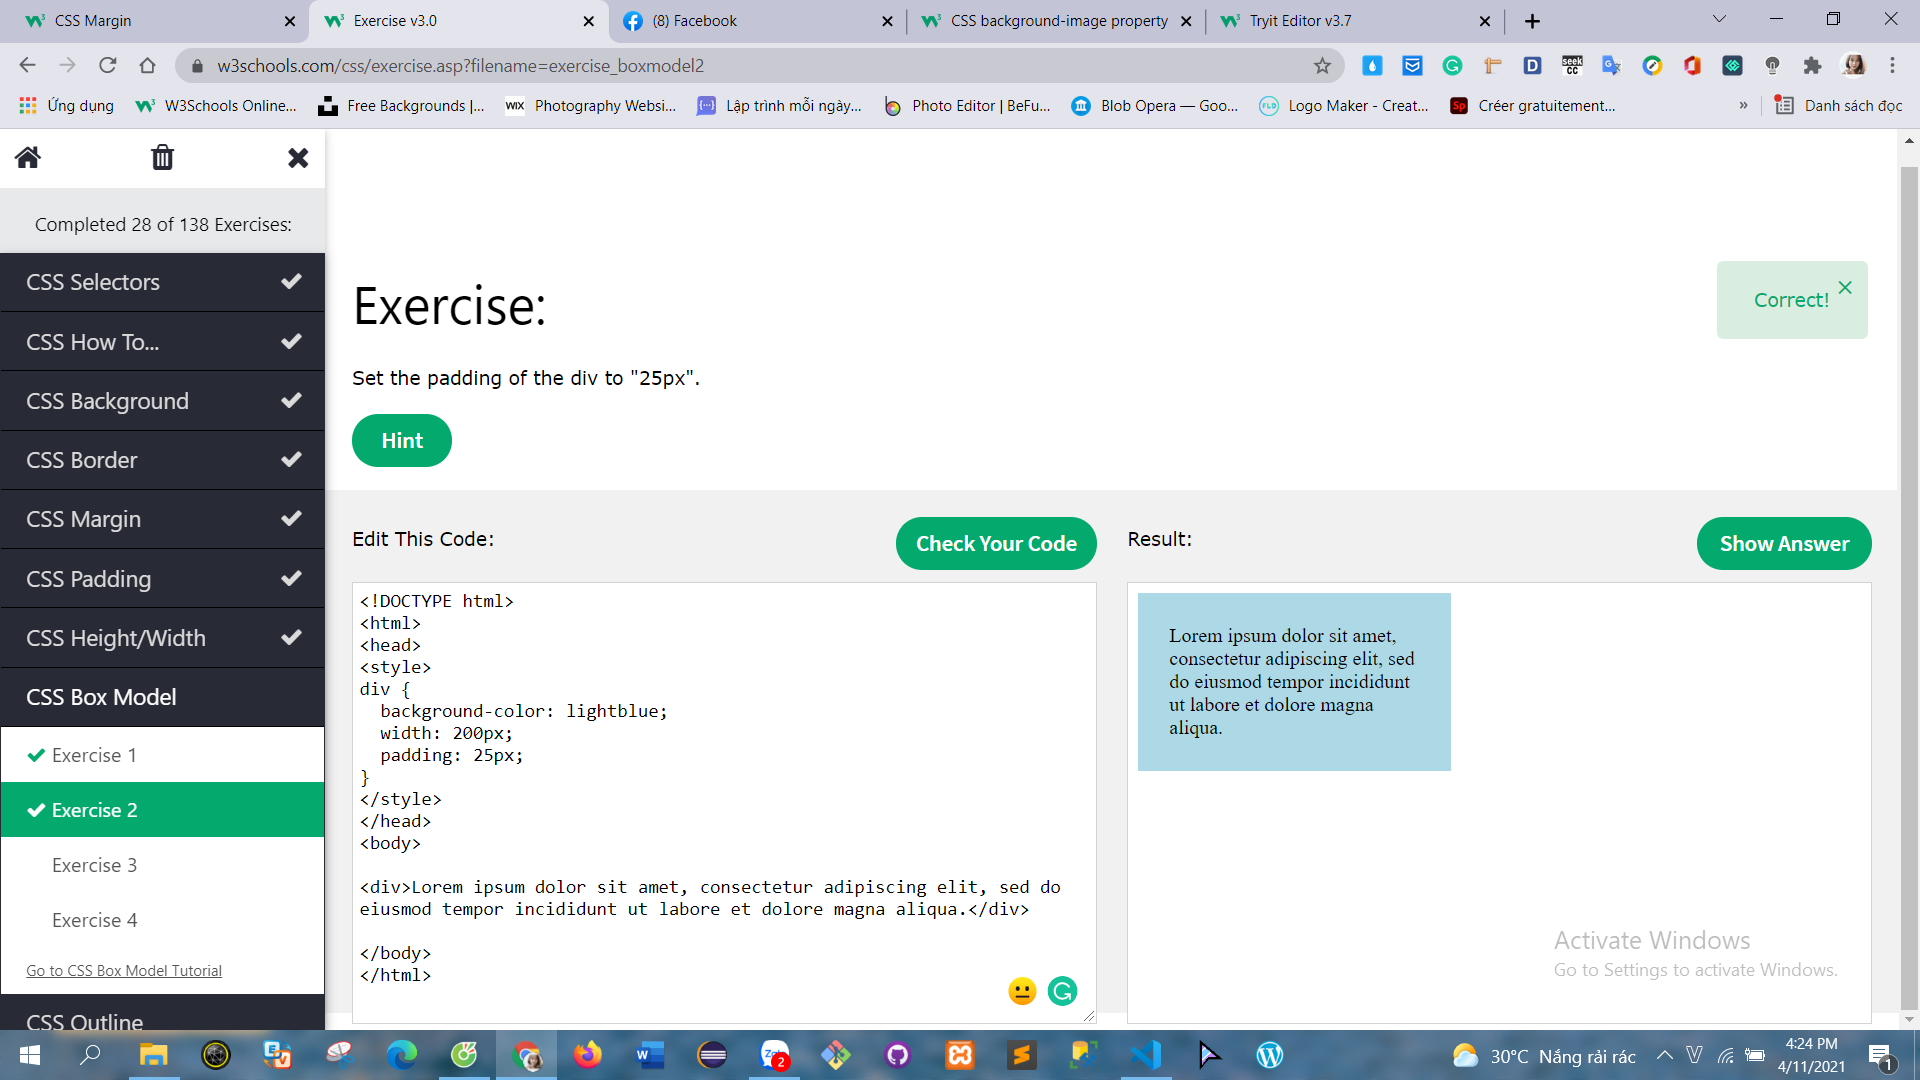 CSS Margin
Exercise v3.0
(8) Facebook
CSS background-image property
Tryit Editor v3.7
w3schools.com/css/exercise.asp?filename=exercise_boxmodel2
Ứng dụng
W3Schools Online...
Free Backgrounds |...
WIX
Photography Websi...
Lập trình mỗi ngày...
Photo Editor | BeFu...
Blob Opera — Goo...
FLD
Logo Maker - Creat...
Sp
Créer gratuitement...
»
Danh sách đọc
Completed 28 of 138 Exercises:
CSS Selectors
CSS How To...
CSS Background
CSS Border
CSS Margin
CSS Padding
CSS Height/Width
CSS Box Model
Exercise 1
Exercise 2
Exercise 3
Exercise 4
Go to CSS Box Model Tutorial
CSS Outline
Exercise:
Correct!
Set the padding of the div to "25px".
Hint
Edit This Code:
Check Your Code
Result:
Show Answer
<!DOCTYPE html>
<html>
<head>
<style>
div {
  background-color: lightblue;
  width: 200px;
  padding: 25px;
}
</style>
</head>
<body>
<div>Lorem ipsum dolor sit amet, consectetur adipiscing elit, sed do
eiusmod tempor incididunt ut labore et dolore magna aliqua.</div>
</body>
</html>
Lorem ipsum dolor sit amet,
consectetur adipiscing elit, sed
do eiusmod tempor incididunt
ut labore et dolore magna
aliqua.
Activate Windows
Go to Settings to activate Windows.
30°C Nắng rải rác
4:24 PM
4/11/2021
1
2